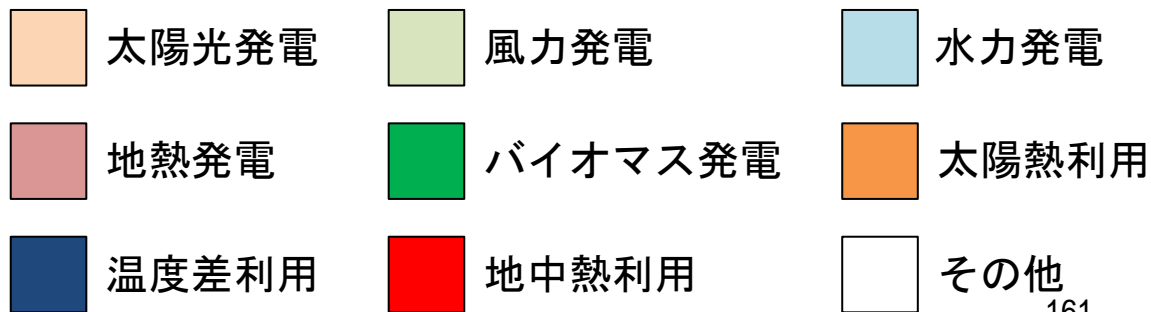 太陽光発電 風力発電 水力発電
地熱発電 バイオマス発電 太陽熱利用
温度差利用 地中熱利用 その他
161